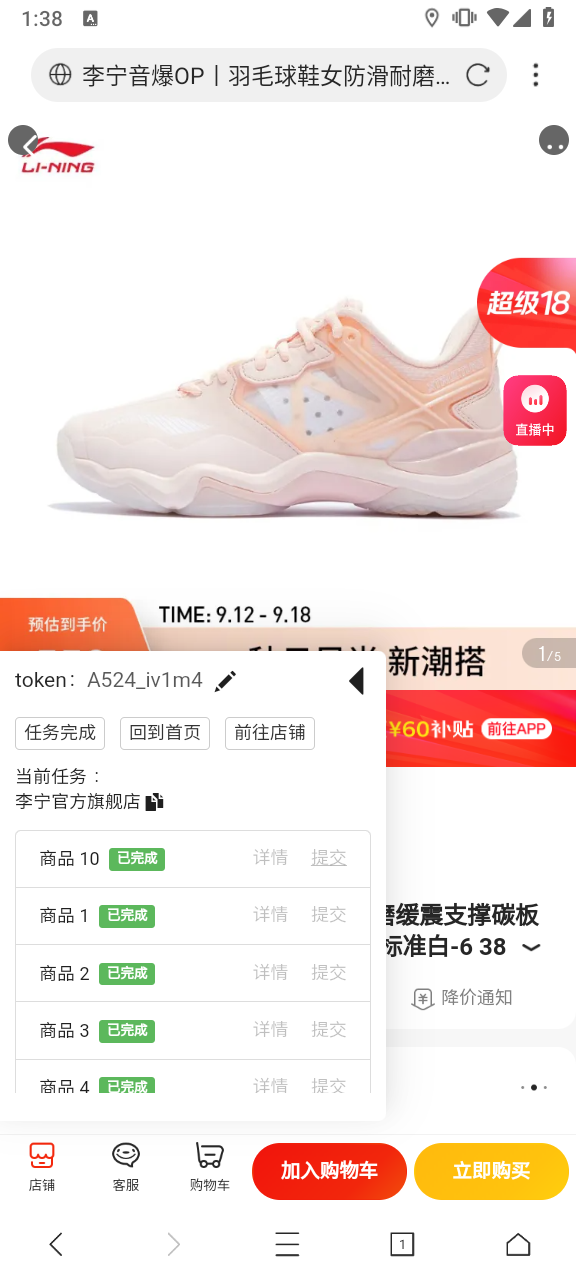 1:38
A
李宁音爆OP丨羽毛球鞋女防滑耐磨...
LI-NING
超级18
直播中
TIME: 9.12 - 9.18
预估到手价
新潮搭
1/5
token: A524_iv1m4
¥60补贴 前往APP
任务完成 回到首页 前往店铺
当前任务：
李宁官方旗舰店
商品 10 已完成 详情 提交
商品 1 已完成 详情 提交
缓震支撑碳板
标准白-6 38
商品 2 已完成 详情 提交
降价通知
商品 3 已完成 详情 提交
商品 4 已完成 详情 提交
店铺 客服 购物车 加入购物车 立即购买
1